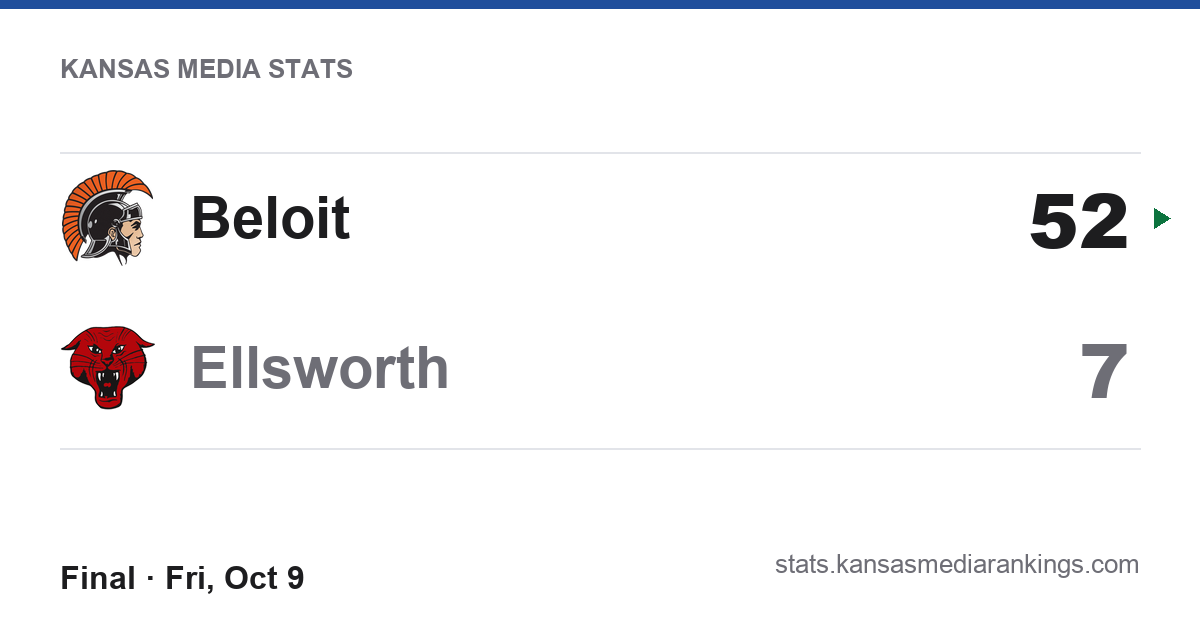 KANSAS MEDIA STATS
Beloit 52
Ellsworth 7
Final · Fri, Oct 9
stats.kansasmediarankings.com